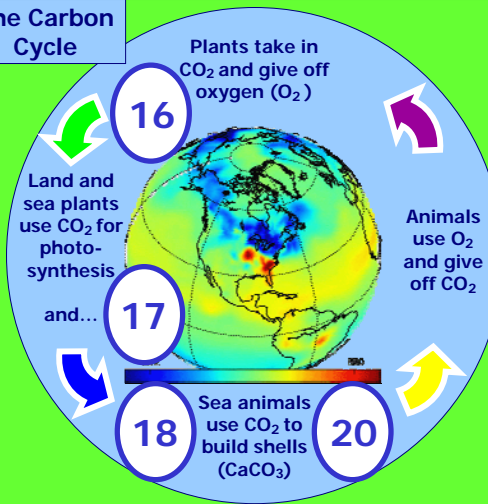 he Carbon
Cycle
Plants take in
CO₂ and give off
oxygen (O₂)
16
Land and
sea plants
use CO₂ for
photo-
synthesis
and...
17
18
Sea animals
use CO₂ to
build shells
(CaCO₃)
20
Animals
use O₂
and give
off CO₂